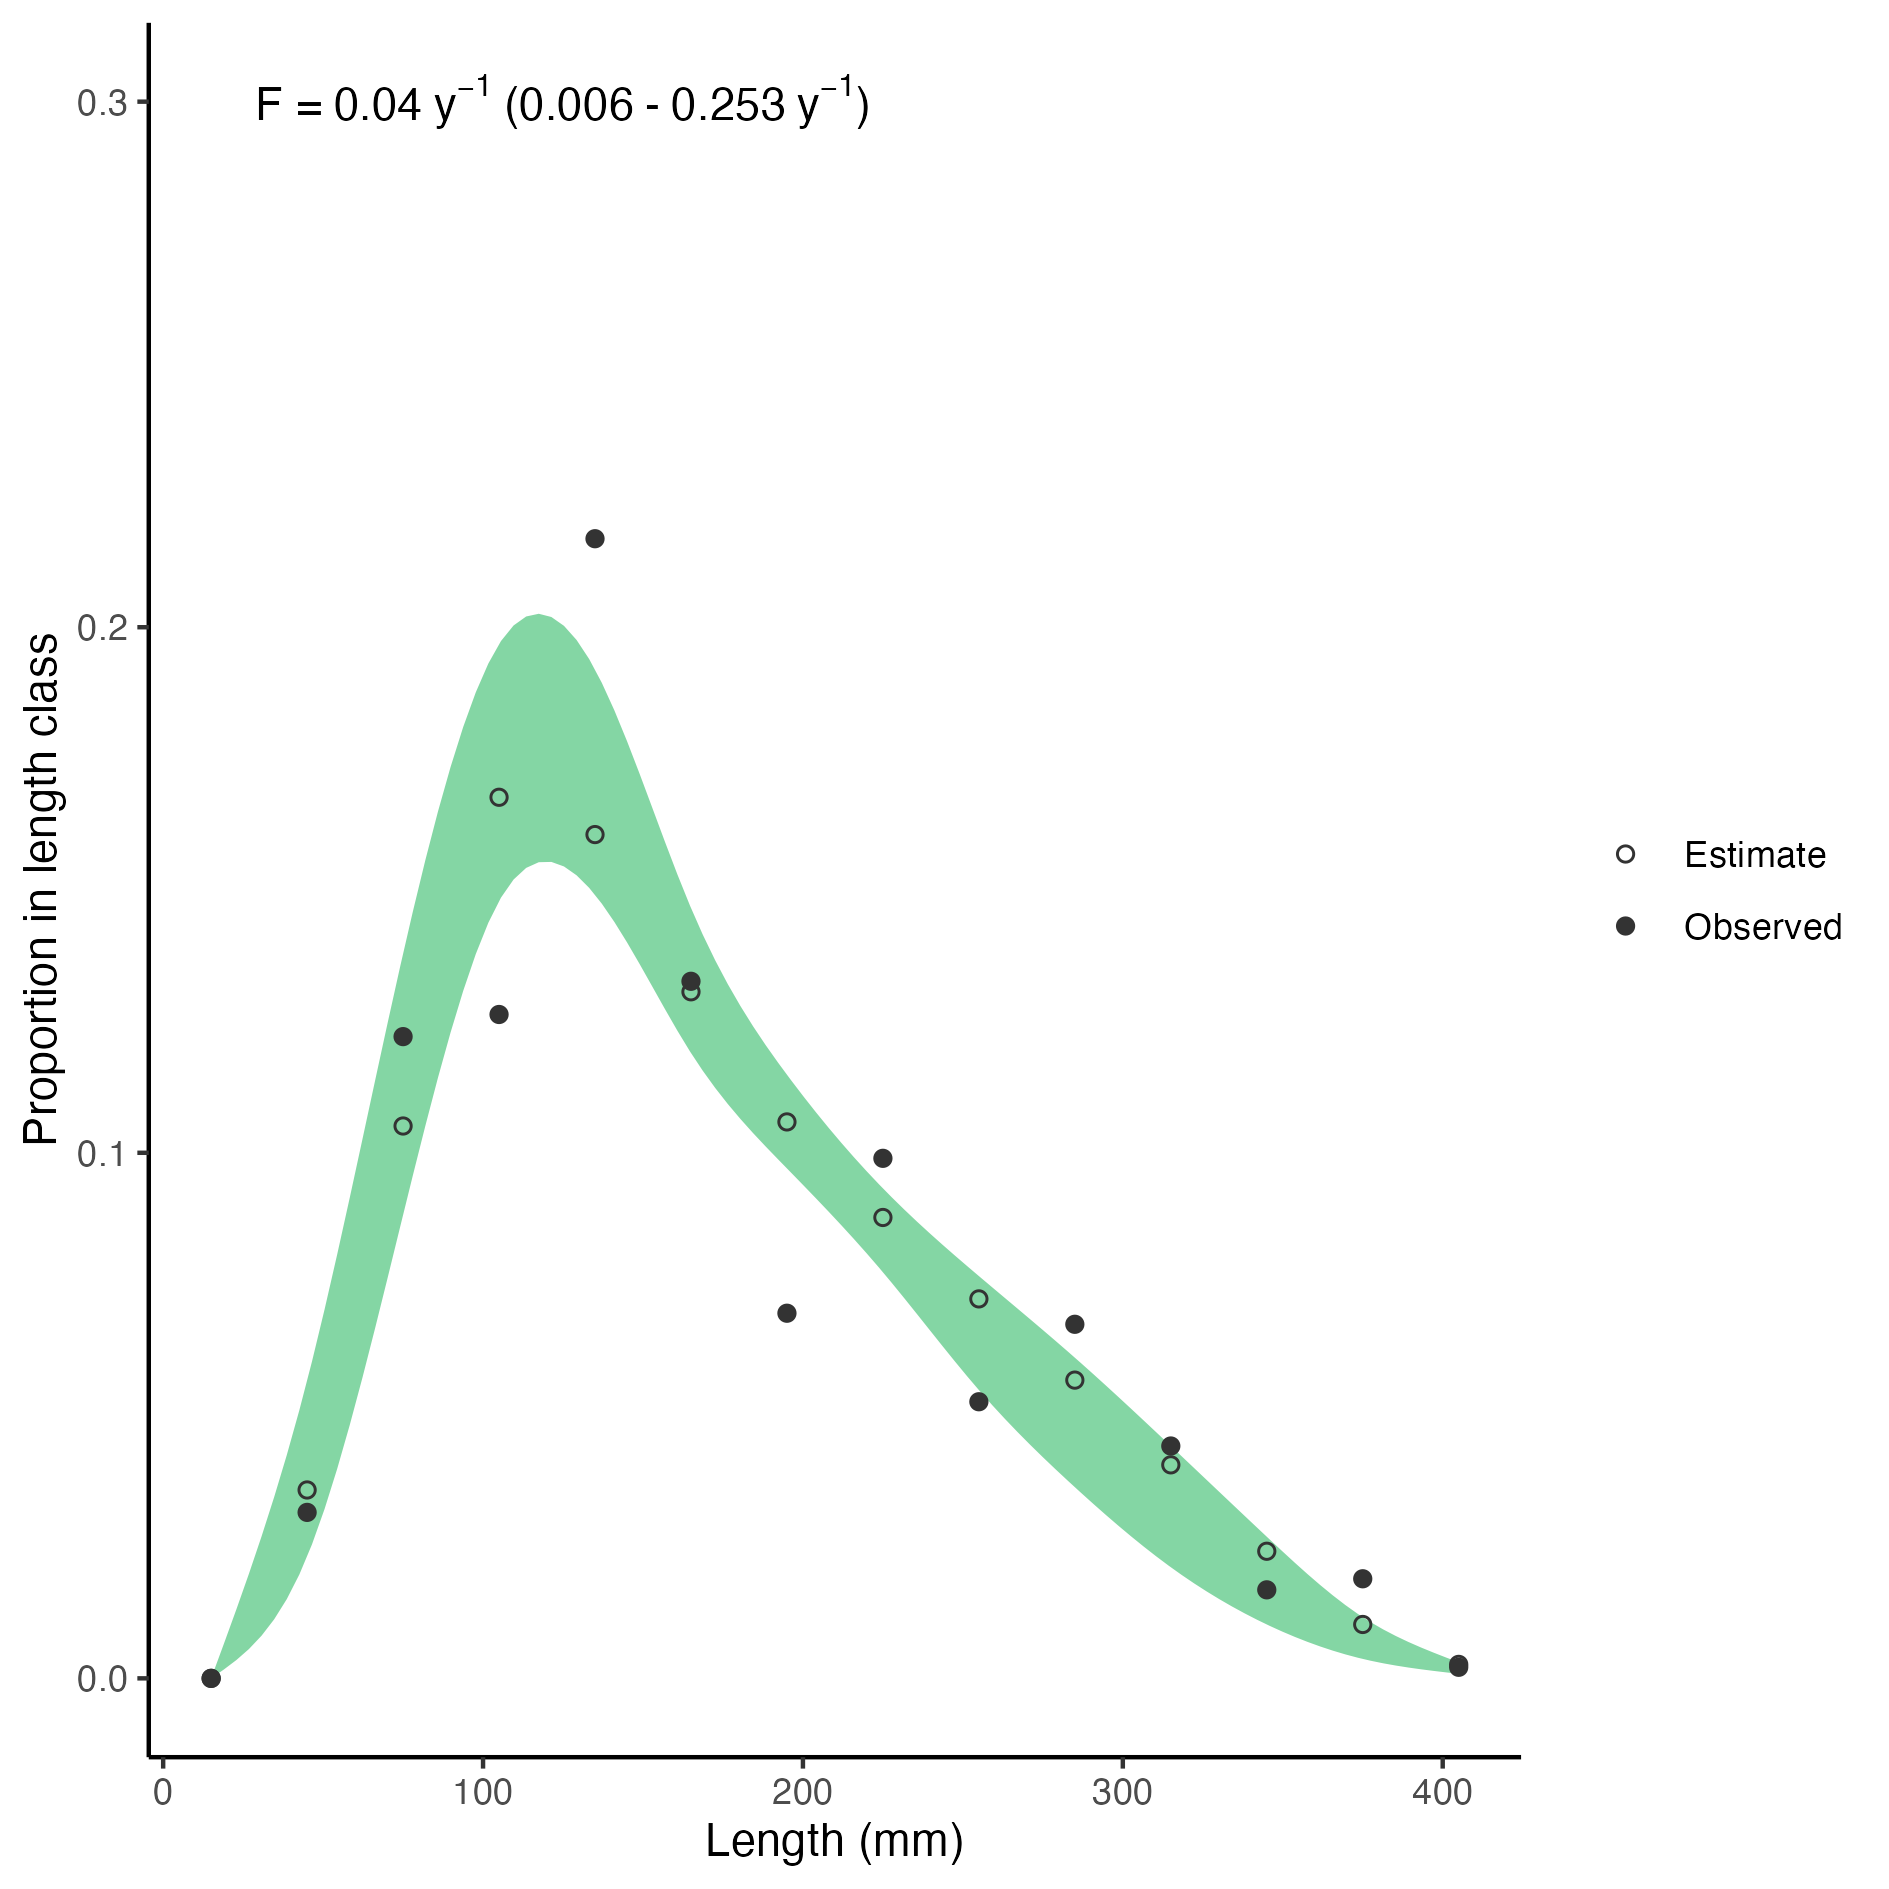 F = 0.04 y⁻¹ (0.006 - 0.253 y⁻¹)
0.3
0.2
0.1
0.0
Proportion in length class
0 100 200 300 400
Length (mm)
Estimate
Observed